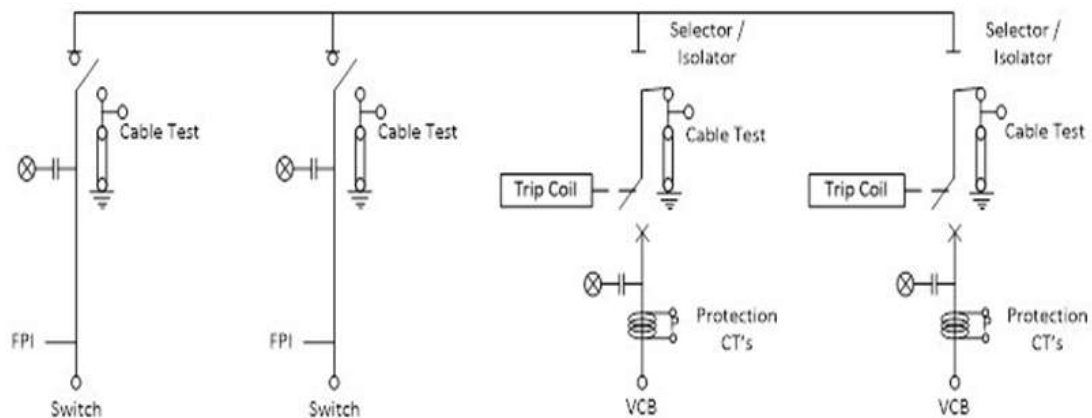 Selector /
Isolator
Selector /
Isolator
Cable Test
Cable Test
Cable Test
Cable Test
Trip Coil
Trip Coil
Protection
CT's
Protection
CT's
FPI
FPI
Switch
Switch
VCB
VCB